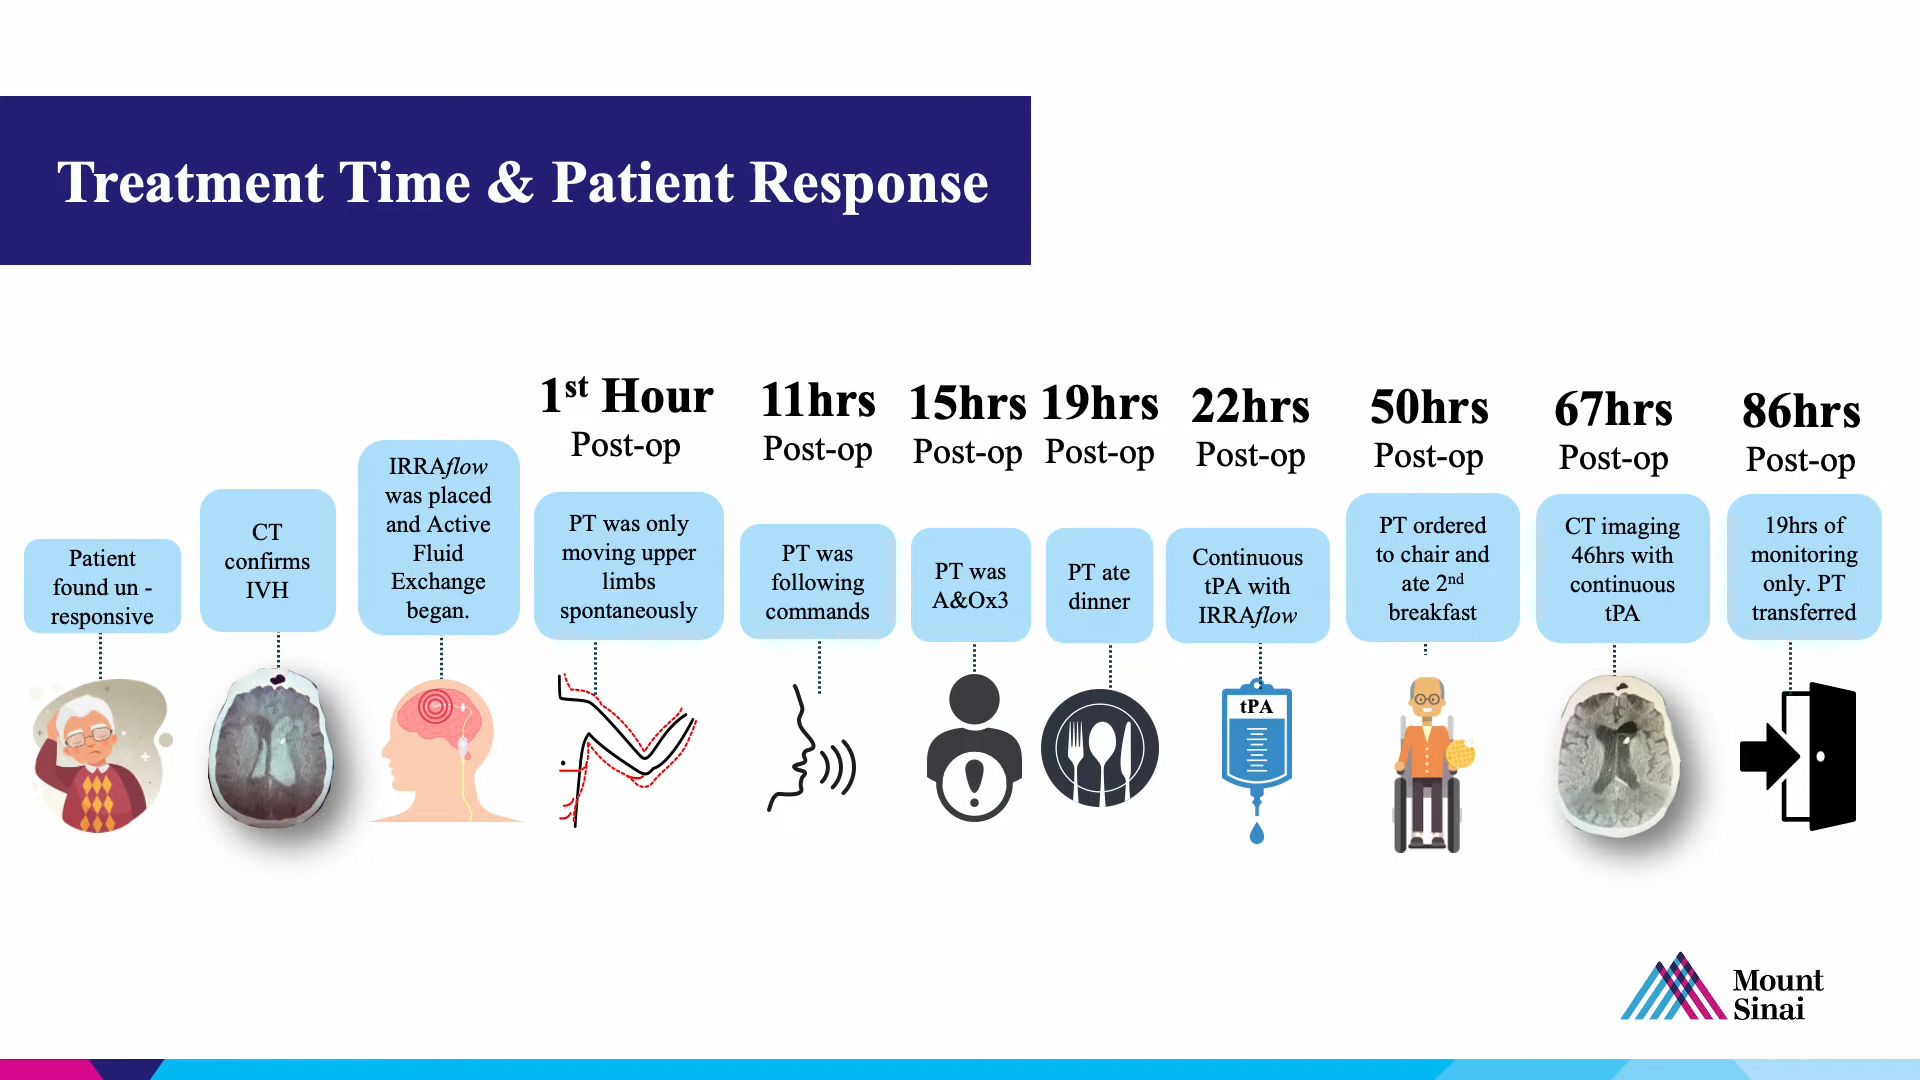 Treatment Time & Patient Response
Patient
found un -
responsive
CT
confirms
IVH
IRRAflow
was placed
and Active
Fluid
Exchange
began.
1st Hour
Post-op
PT was only
moving upper
limbs
spontaneously
11hrs
Post-op
PT was
following
commands
15hrs
Post-op
PT was
A&Ox3
19hrs
Post-op
PT ate
dinner
22hrs
Post-op
Continuous
tPA with
IRRAflow
tPA
50hrs
Post-op
PT ordered
to chair and
ate 2nd
breakfast
67hrs
Post-op
CT imaging
46hrs with
continuous
tPA
86hrs
Post-op
19hrs of
monitoring
only. PT
transferred
Mount
Sinai